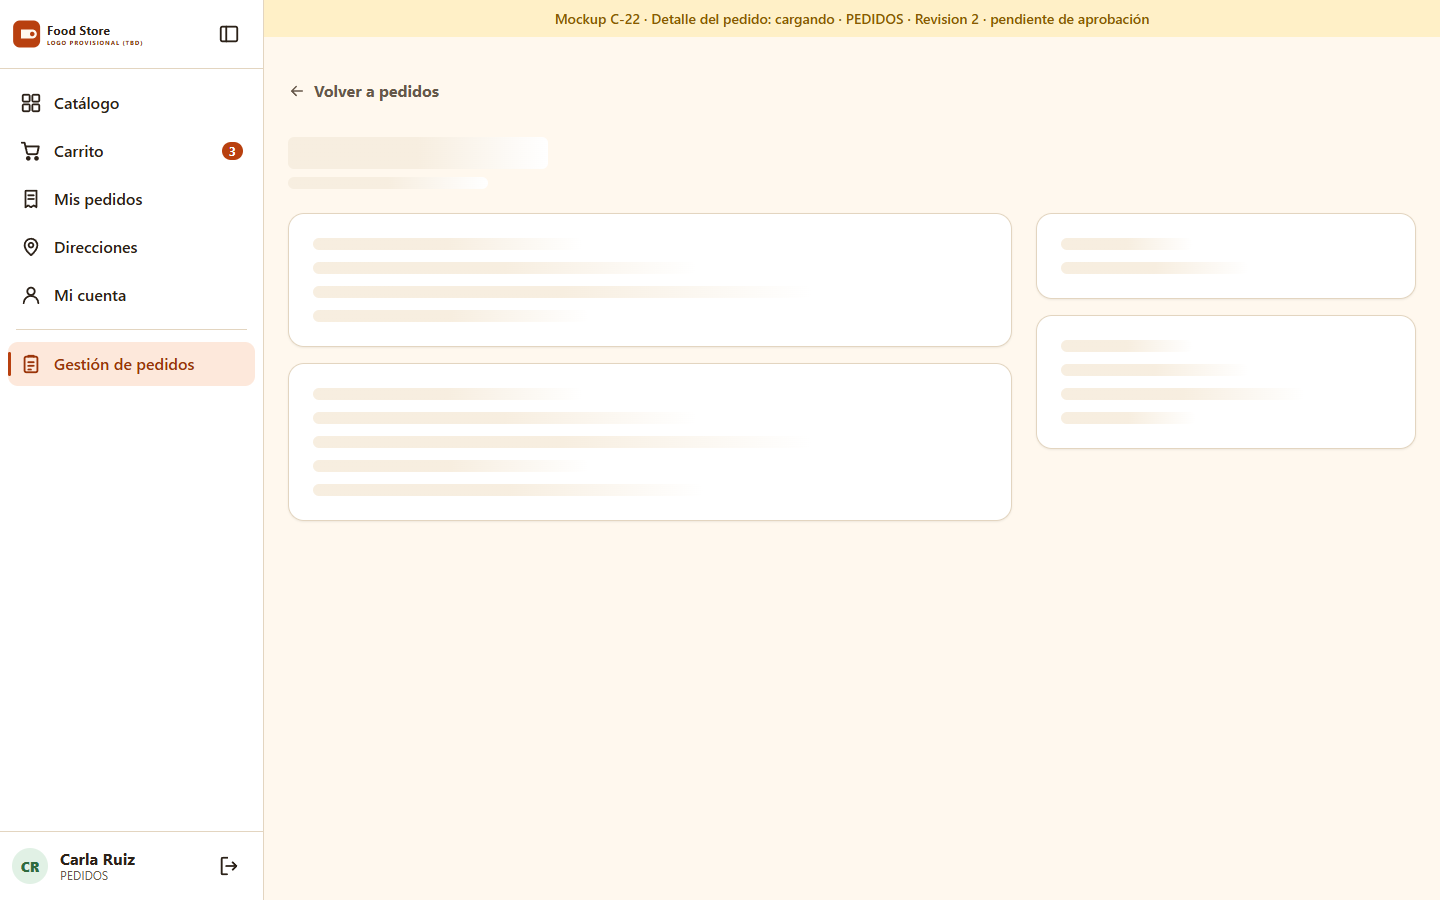 Food Store
LOGO PROVISIONAL (TBD)
Catálogo
Carrito
3
Mis pedidos
Direcciones
Mi cuenta
Gestión de pedidos
CR
Carla Ruiz
PEDIDOS
Mockup C-22 · Detalle del pedido: cargando · PEDIDOS · Revision 2 · pendiente de aprobación
Volver a pedidos